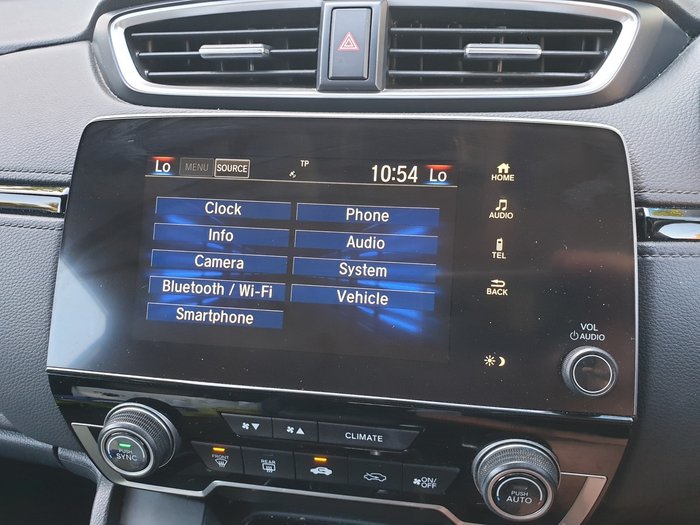 Lo MENU SOURCE TP 10:54 Lo
Clock Phone
Info Audio
Camera System
Bluetooth / Wi-Fi Vehicle
Smartphone
HOME
AUDIO
TEL
BACK
VOL
AUDIO
CLIMATE
PUSH
SYNC
FRONT
REAR
ON/
OFF
PUSH
AUTO